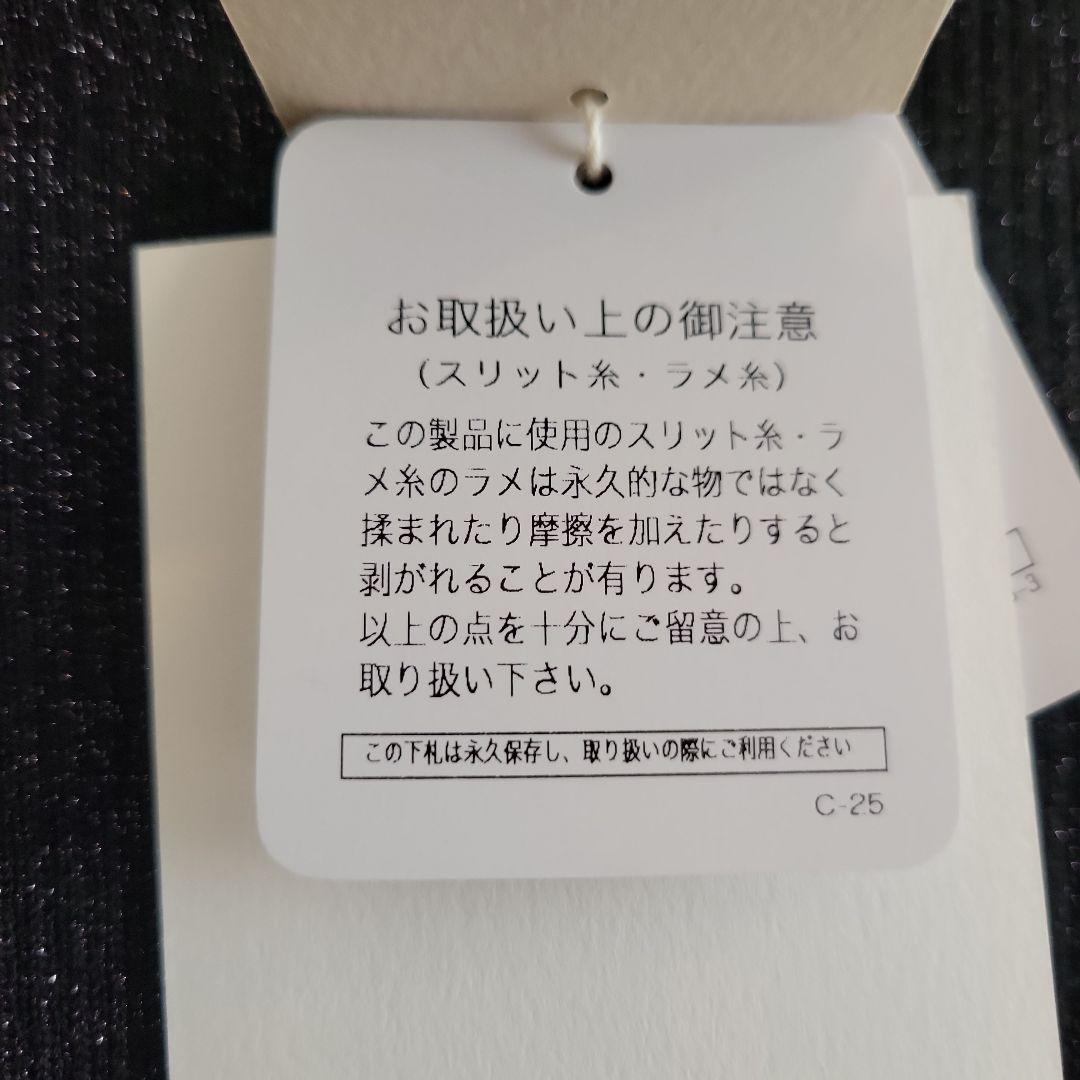 お取扱い上の御注意
（スリット糸・ラメ糸）
この製品に使用のスリット糸・ラ
メ糸のラメは永久的な物ではなく
揉まれたり摩擦を加えたりすると
剥がれることが有ります。
以上の点を十分にご留意の上、お
取り扱い下さい。
この下札は永久保存し、取り扱いの際にご利用ください
C-25